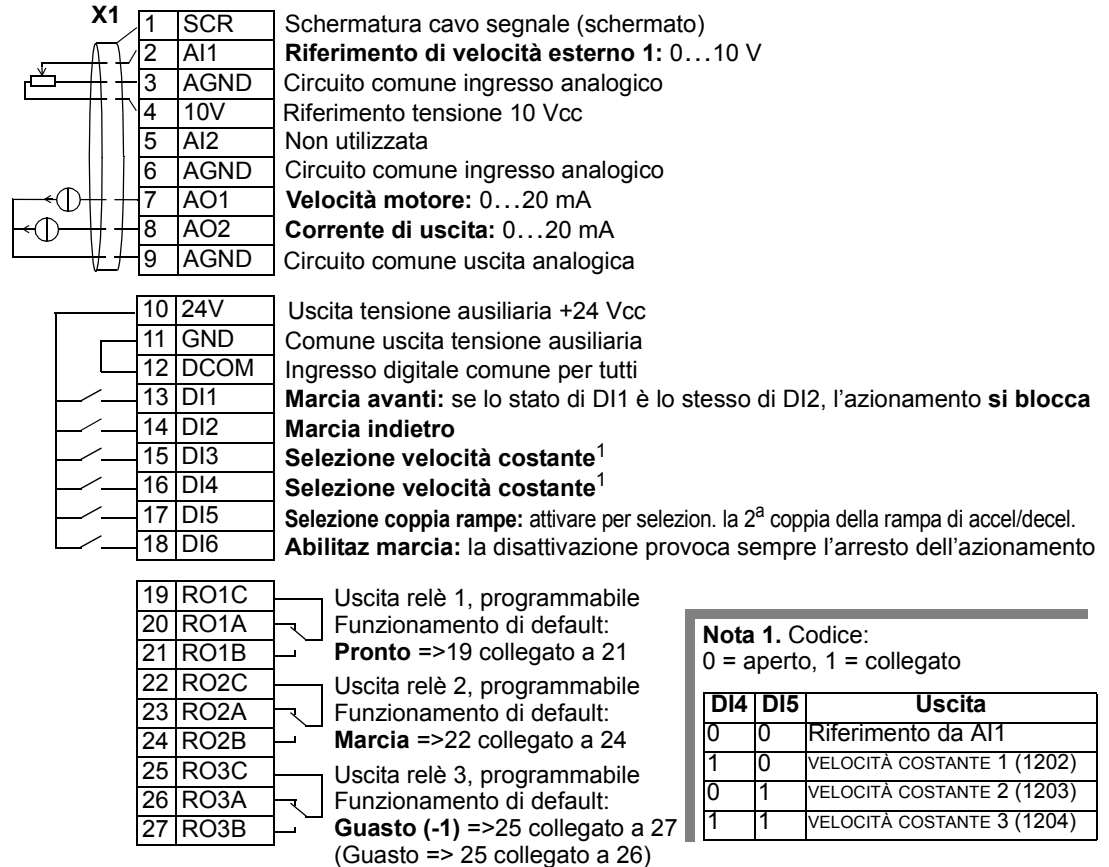 X1
1 SCR Schermatura cavo segnale (schermato)
2 AI1 Riferimento di velocità esterno 1: 0…10 V
3 AGND Circuito comune ingresso analogico
4 10V Riferimento tensione 10 Vcc
5 AI2 Non utilizzata
6 AGND Circuito comune ingresso analogico
7 AO1 Velocità motore: 0…20 mA
8 AO2 Corrente di uscita: 0…20 mA
9 AGND Circuito comune uscita analogica
10 24V Uscita tensione ausiliaria +24 Vcc
11 GND Comune uscita tensione ausiliaria
12 DCOM Ingresso digitale comune per tutti
13 DI1 Marcia avanti: se lo stato di DI1 è lo stesso di DI2, l’azionamento si blocca
14 DI2 Marcia indietro
15 DI3 Selezione velocità costante1
16 DI4 Selezione velocità costante1
17 DI5 Selezione coppia rampe: attivare per selezion. la 2a coppia della rampa di accel/decel.
18 DI6 Abilitaz marcia: la disattivazione provoca sempre l’arresto dell’azionamento
19 RO1C Uscita relè 1, programmabile
20 RO1A Funzionamento di default:
21 RO1B Pronto =>19 collegato a 21
22 RO2C Uscita relè 2, programmabile
23 RO2A Funzionamento di default:
24 RO2B Marcia =>22 collegato a 24
25 RO3C Uscita relè 3, programmabile
26 RO3A Funzionamento di default:
27 RO3B Guasto (-1) =>25 collegato a 27
(Guasto => 25 collegato a 26)
Nota 1. Codice:
0 = aperto, 1 = collegato
DI4 DI5 Uscita
0 0 Riferimento da AI1
1 0 VELOCITÀ COSTANTE 1 (1202)
0 1 VELOCITÀ COSTANTE 2 (1203)
1 1 VELOCITÀ COSTANTE 3 (1204)